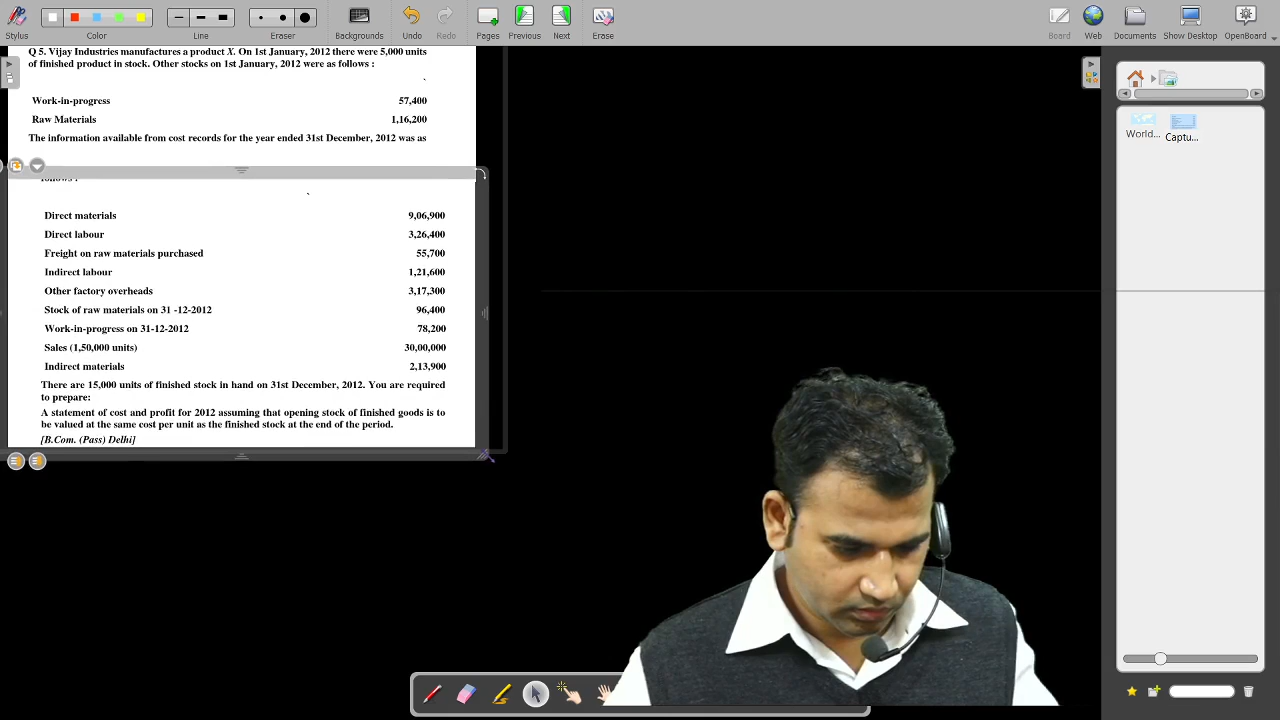 Stylus
Colors
Line
Eraser
Backgrounds
Undo
Redo
Pages
Previous
Next
Erase
Board
Web
Documents
Show Desktop
OpenBoard
Q 5. Vijay Industries manufactures a product X. On 1st January, 2012 there were 5,000 units
of finished product in stock. Other stocks on 1st January, 2012 were as follows :
`
Work-in-progress 57,400
Raw Materials 1,16,200
The information available from cost records for the year ended 31st December, 2012 was as
follows :
`
Direct materials 9,06,900
Direct labour 3,26,400
Freight on raw materials purchased 55,700
Indirect labour 1,21,600
Other factory overheads 3,17,300
Stock of raw materials on 31 -12-2012 96,400
Work-in-progress on 31-12-2012 78,200
Sales (1,50,000 units) 30,00,000
Indirect materials 2,13,900
There are 15,000 units of finished stock in hand on 31st December, 2012. You are required
to prepare:
A statement of cost and profit for 2012 assuming that opening stock of finished goods is to
be valued at the same cost per unit as the finished stock at the end of the period.
[B.Com. (Pass) Delhi]
World...
Captu...